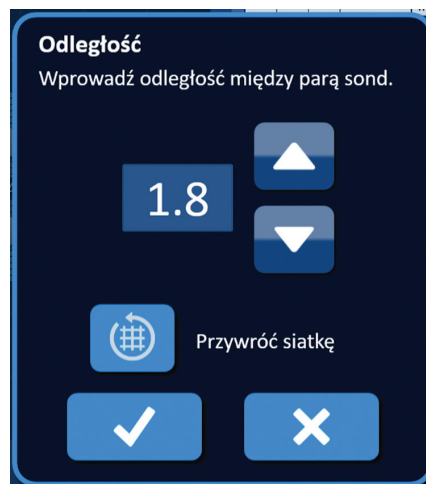 Odległość
Wprowadź odległość między parą sond.
1.8
Przywróć siatkę